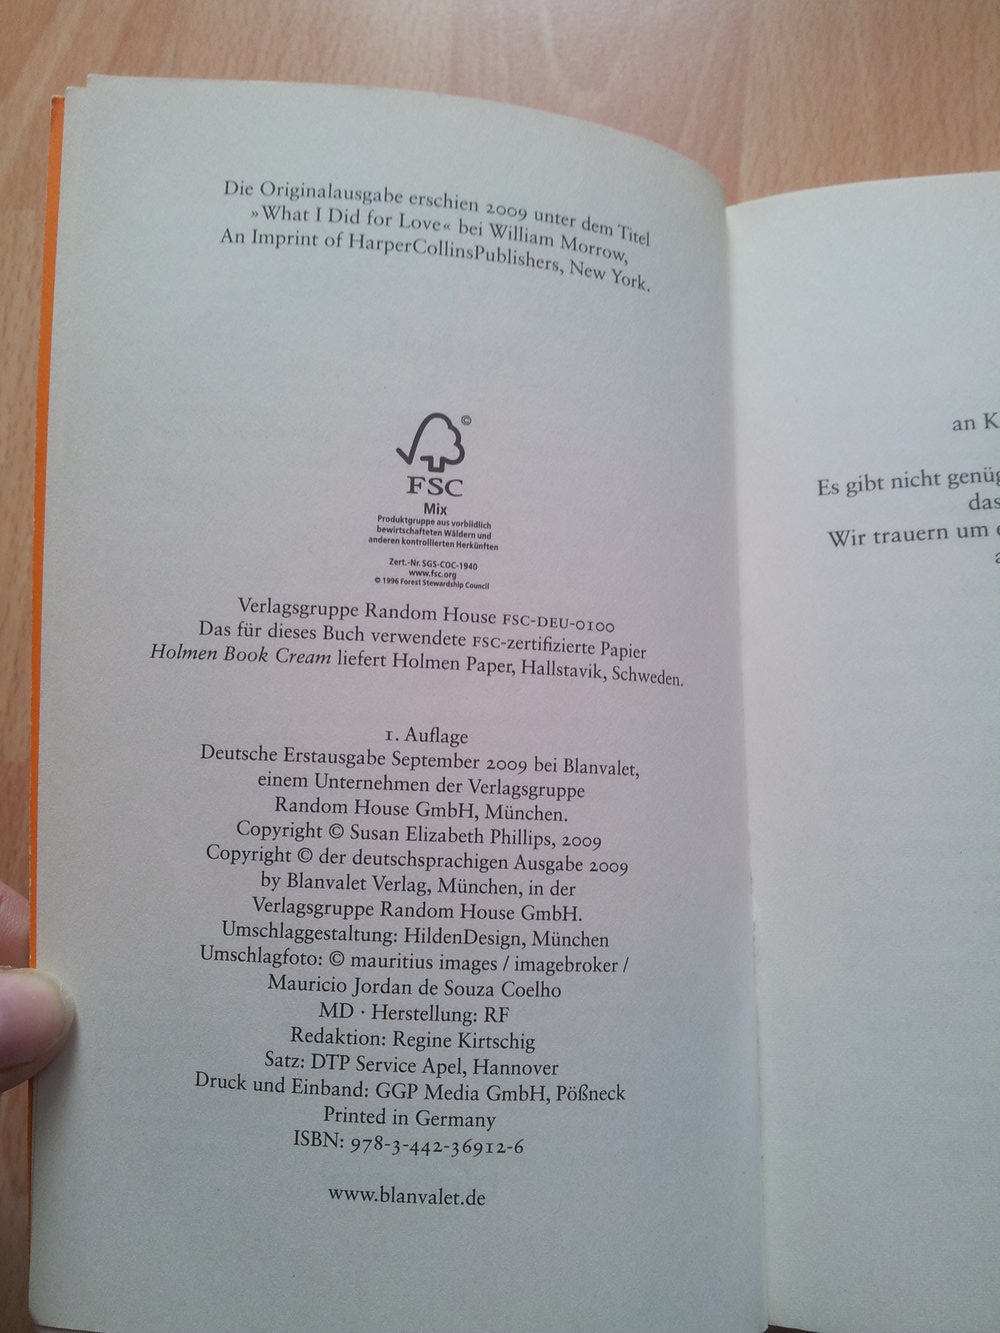 Die Originalausgabe erschien 2009 unter dem Titel
»What I Did for Love« bei William Morrow,
An Imprint of HarperCollinsPublishers, New York.
©
FSC
Mix
Produktgruppe aus vorbildlich
bewirtschafteten Wäldern und
anderen kontrollierten Herkünften
Zert.-Nr. SGS-COC-1940
www.fsc.org
© 1996 Forest Stewardship Council
Verlagsgruppe Random House FSC-DEU-0100
Das für dieses Buch verwendete FSC-zertifizierte Papier
Holmen Book Cream liefert Holmen Paper, Hallstavik, Schweden.
1. Auflage
Deutsche Erstausgabe September 2009 bei Blanvalet,
einem Unternehmen der Verlagsgruppe
Random House GmbH, München.
Copyright © Susan Elizabeth Phillips, 2009
Copyright © der deutschsprachigen Ausgabe 2009
by Blanvalet Verlag, München, in der
Verlagsgruppe Random House GmbH.
Umschlaggestaltung: HildenDesign, München
Umschlagfoto: © mauritius images / imagebroker /
Mauricio Jordan de Souza Coelho
MD · Herstellung: RF
Redaktion: Regine Kirtschig
Satz: DTP Service Apel, Hannover
Druck und Einband: GGP Media GmbH, Pößneck
Printed in Germany
ISBN: 978-3-442-36912-6
www.blanvalet.de
an K
Es gibt nicht genüg
das
Wir trauern um